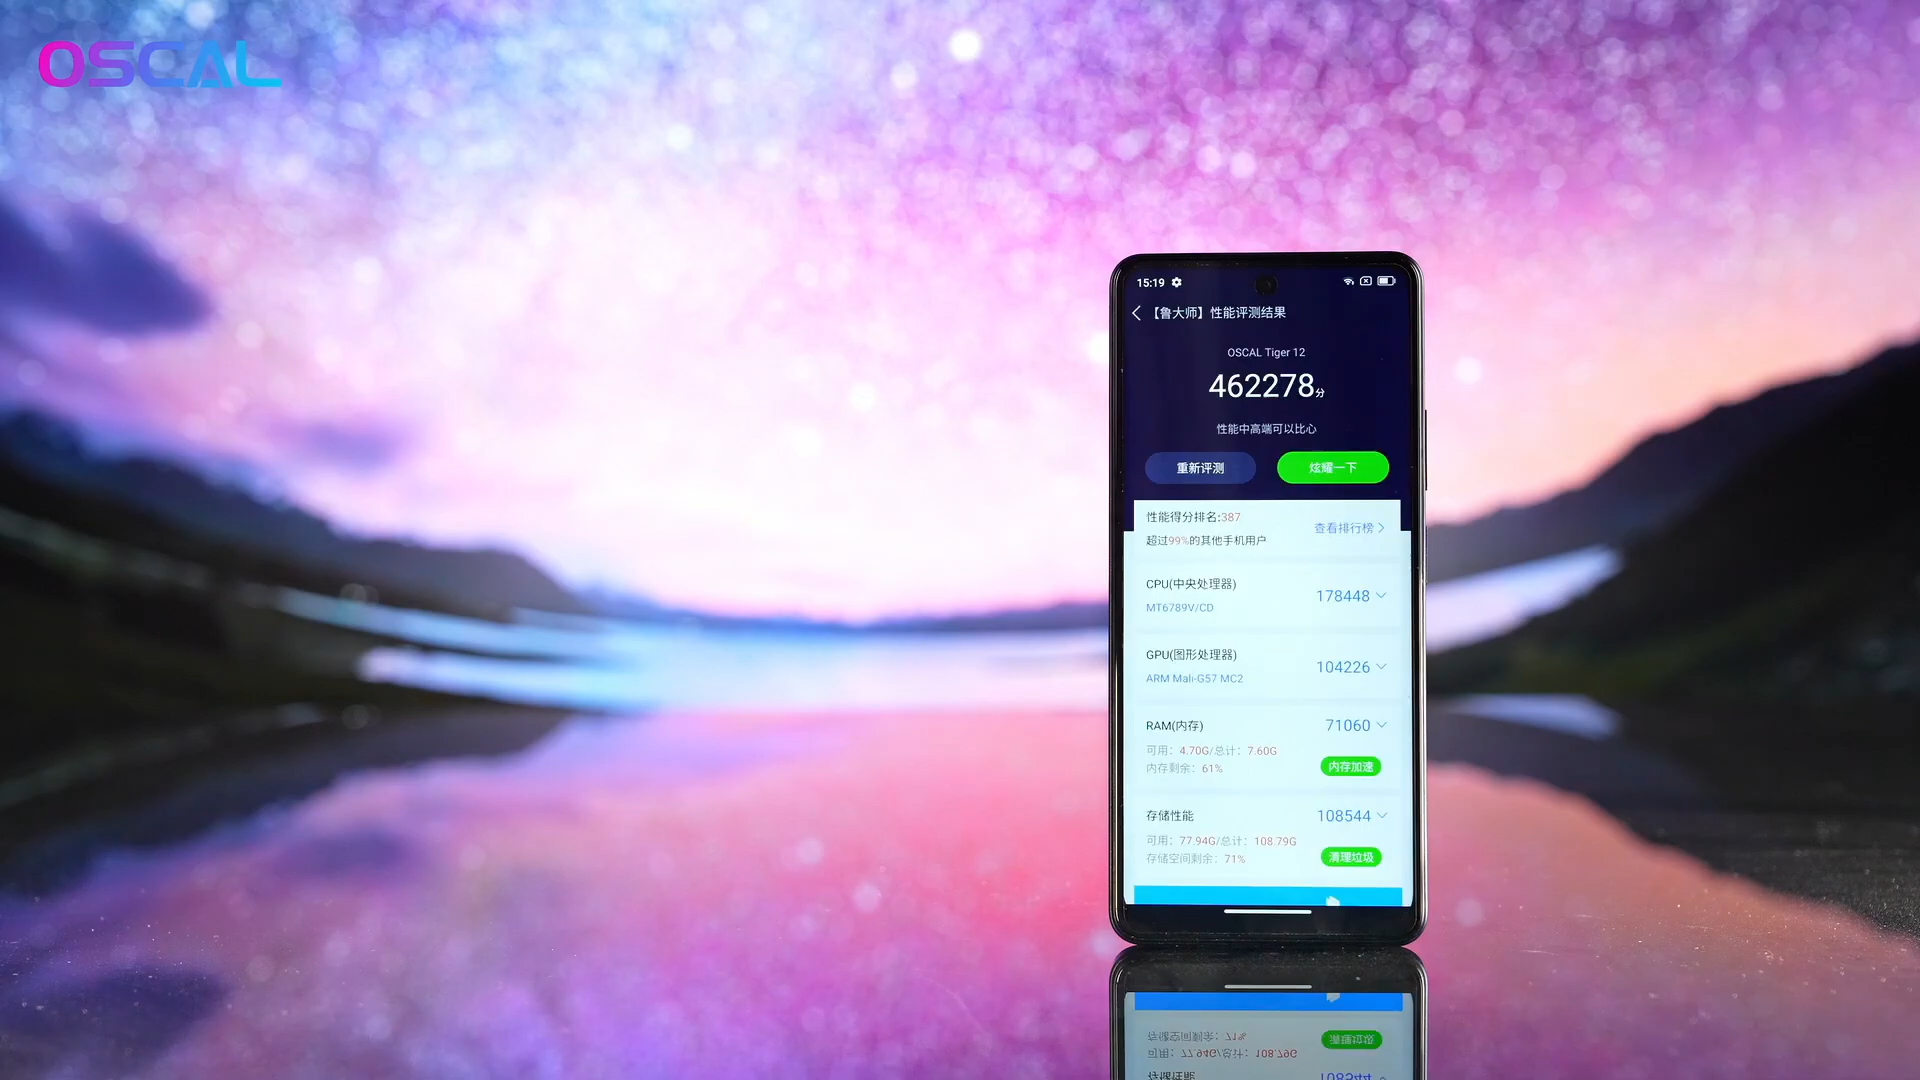 OSCAL
15:19
【鲁大师】性能评测结果
OSCAL Tiger 12
462278分
性能中高端可以比心
重新评测
炫耀一下
性能得分排名:387
查看排行榜
超过99%的其他手机用户
CPU(中央处理器)
178448
MT6789V/CD
GPU(图形处理器)
104226
ARM Mali-G57 MC2
RAM(内存)
71060
可用：4.70G/总计：7.60G
内存剩余：61%
内存加速
存储性能
108544
可用：77.94G/总计：108.79G
存储空间剩余：71%
清理垃圾